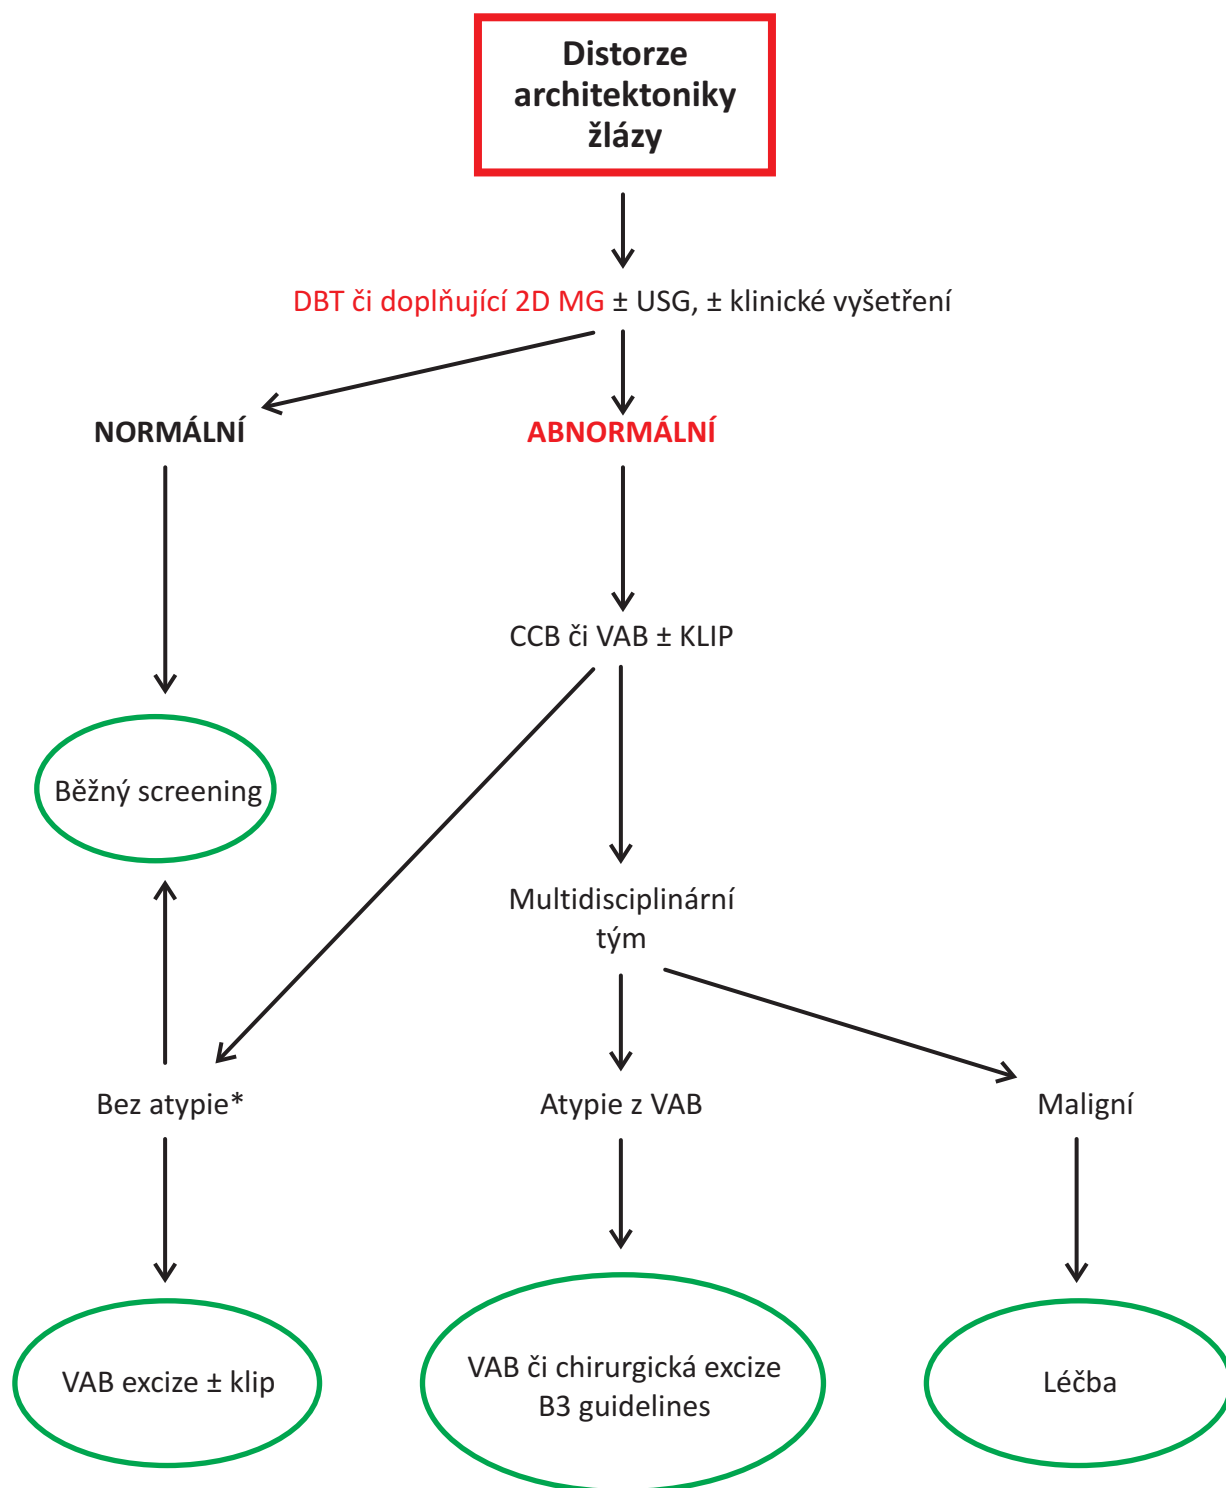 Distorze
architektoniky
žlázy
DBT či doplňující 2D MG ± USG, ± klinické vyšetření
NORMÁLNÍ
ABNORMÁLNÍ
CCB či VAB ± KLIP
Běžný screening
Multidisciplinární
tým
Bez atypie*
Atypie z VAB
Maligní
VAB excize ± klip
VAB či chirurgická excize
B3 guidelines
Léčba